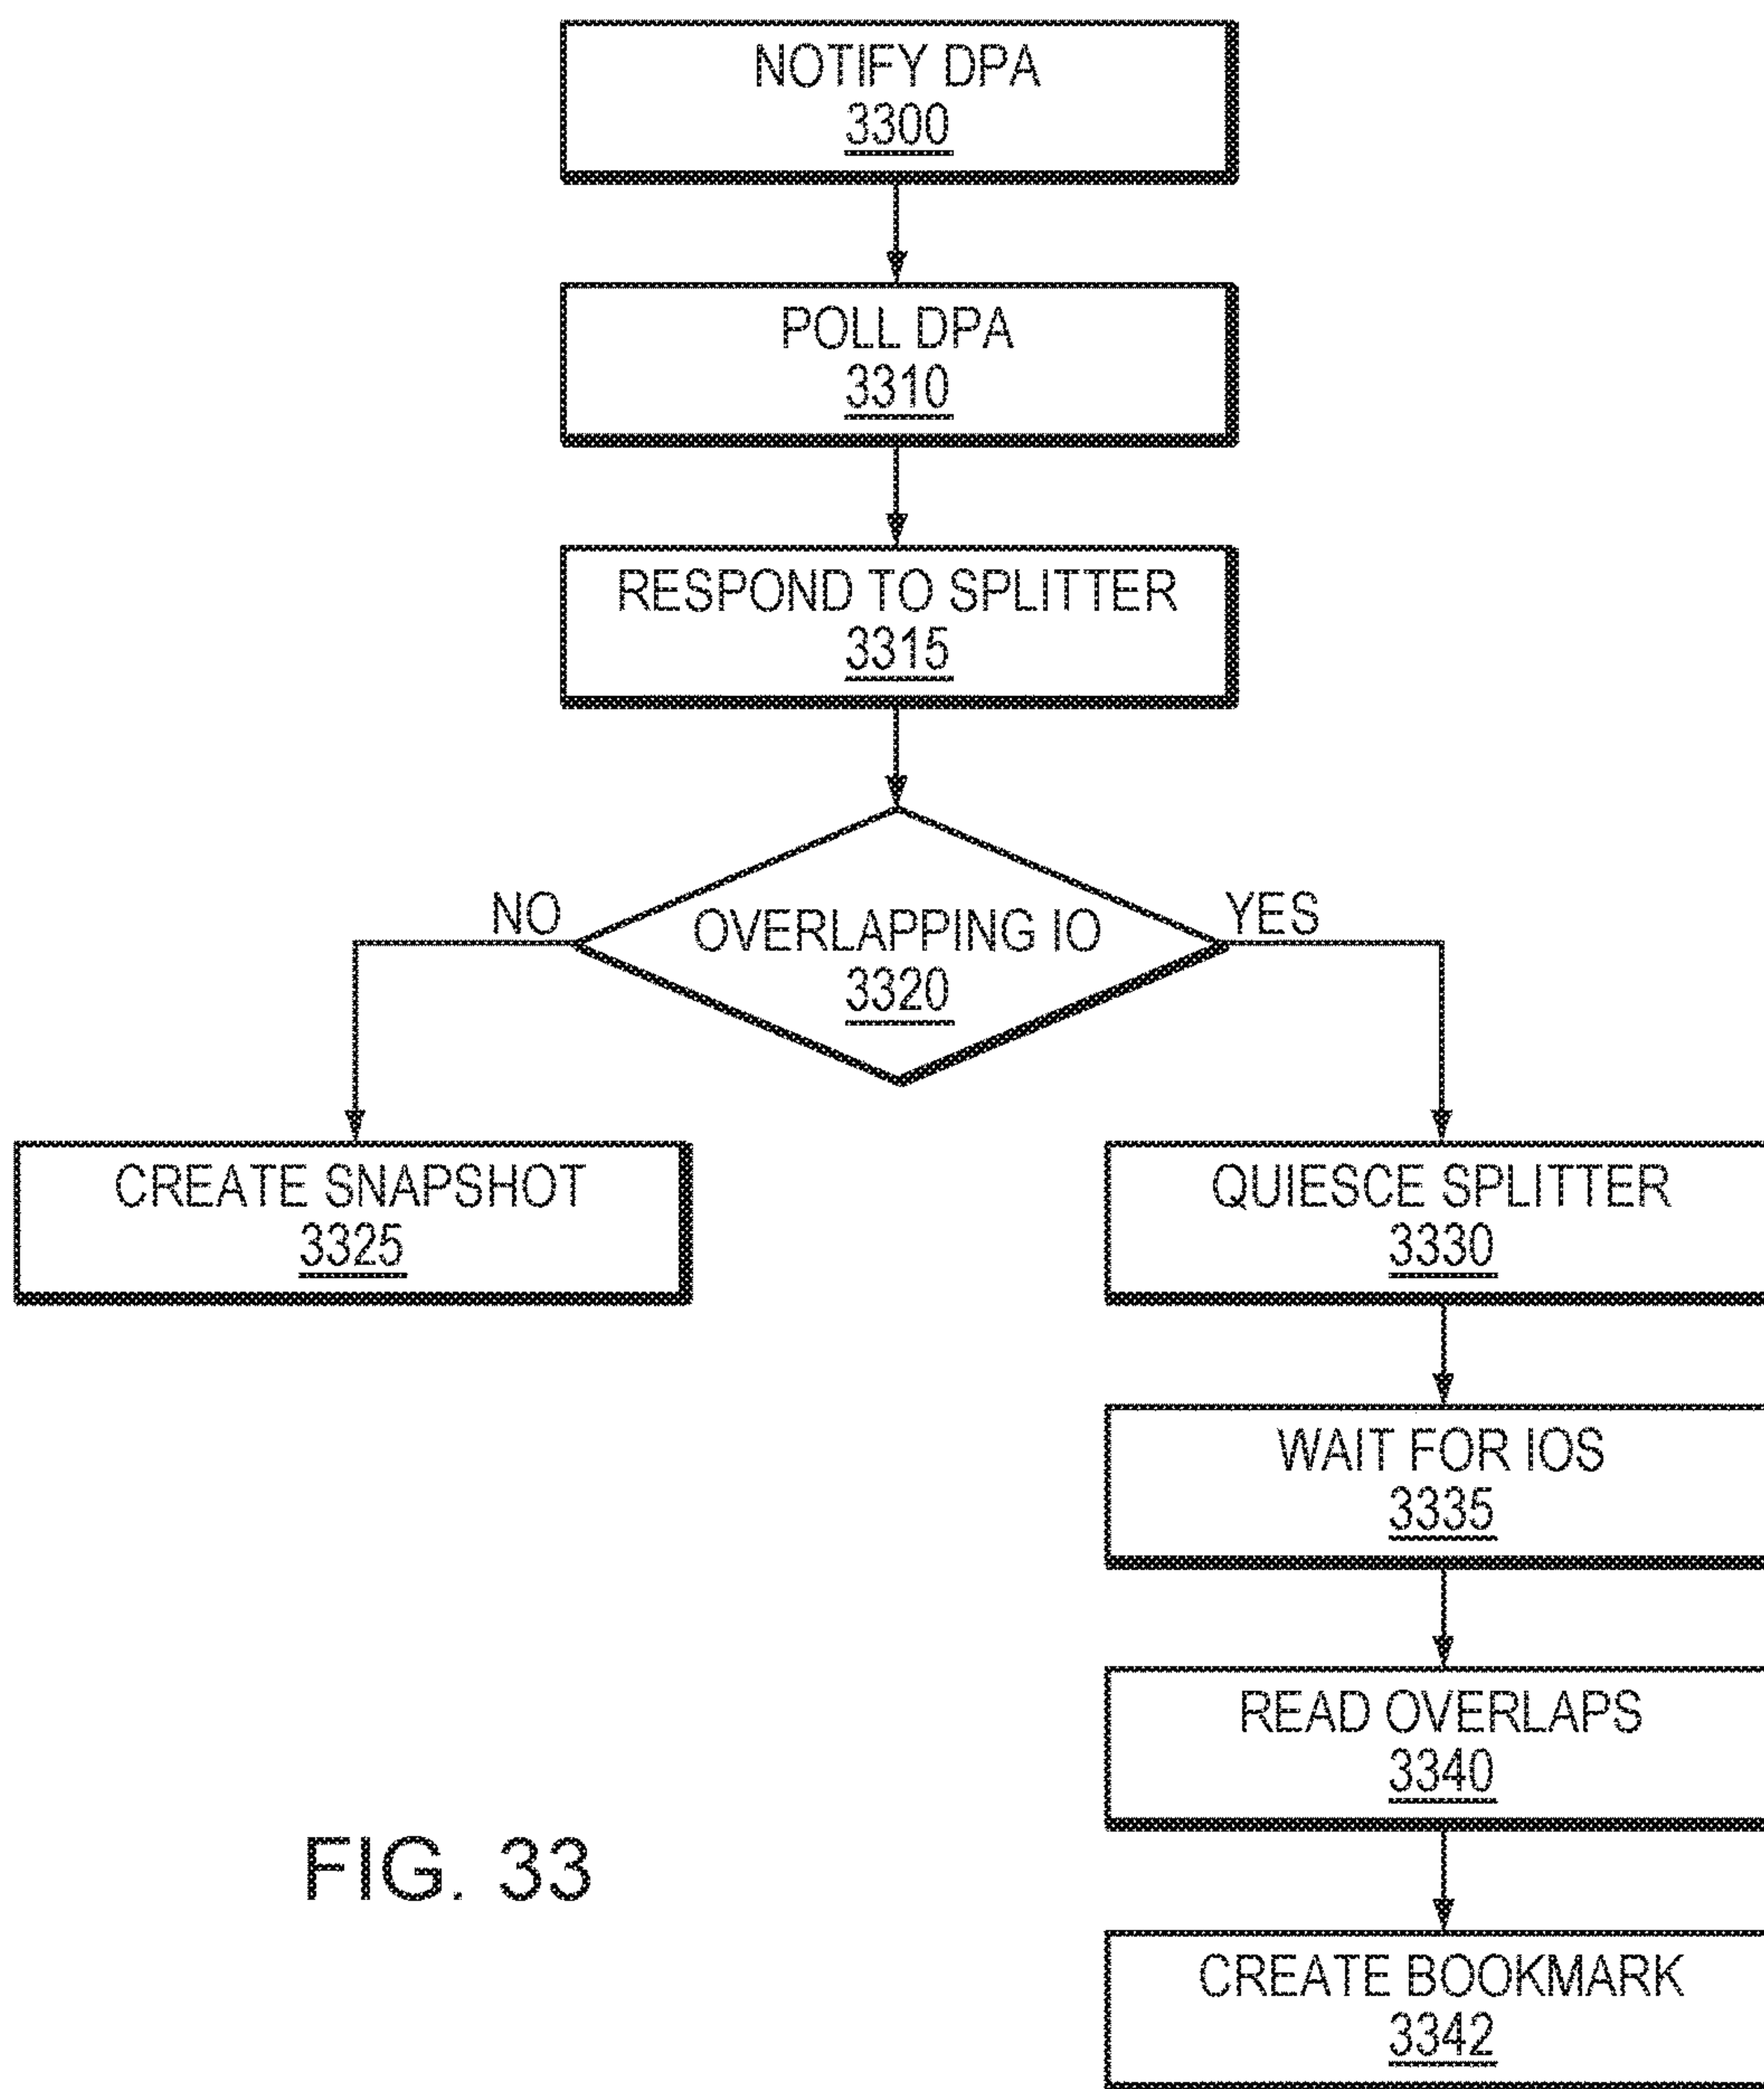 NOTIFY DPA
3300
POLL DPA
3310
RESPOND TO SPLITTER
3315
NO
YES
OVERLAPPING IO
3320
CREATE SNAPSHOT
3325
QUIESCE SPLITTER
3330
WAIT FOR IOS
3335
READ OVERLAPS
3340
CREATE BOOKMARK
3342
FIG. 33